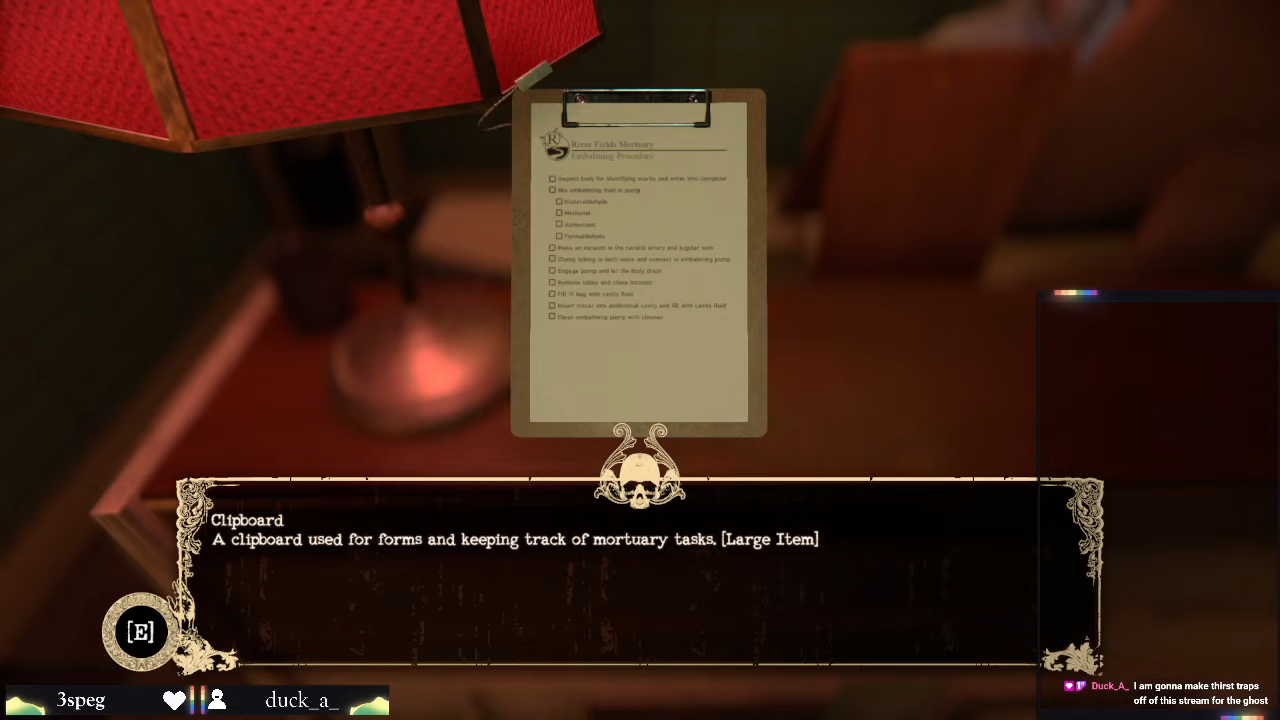 R
River Fields Mortuary
Embalming Procedure
Inspect body for identifying marks and enter into computer
Mix embalming fluid in pump
Glutaraldehyde
Methanol
Humectant
Formaldehyde
Make an incision in the carotid artery and jugular vein
Clamp tubing to both veins and connect to embalming pump
Engage pump and let the body drain
Remove tubes and close incision
Fill IV bag with cavity fluid
Insert trocar into abdominal cavity and fill with cavity fluid
Clean embalming pump with cleaner
Clipboard
A clipboard used for forms and keeping track of mortuary tasks. [Large Item]
[E]
3speg
duck_a_
Duck_A_ I am gonna make thirst traps
off of this stream for the ghost